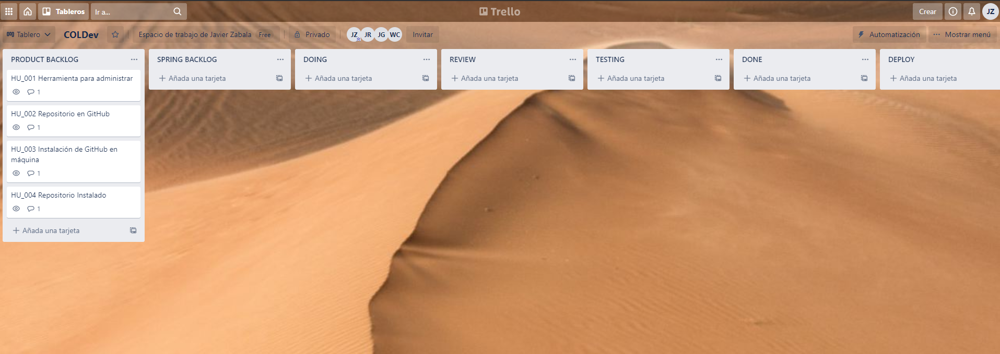 Tableros
Ir a...
Trello
Crear
JZ
Tablero
COLDev
Espacio de trabajo de Javier Zabala
Free
Privado
JZ
JR
JG
WC
Invitar
Automatización
Mostrar menú
PRODUCT BACKLOG
HU_001 Herramienta para administrar
1
HU_002 Repositorio en GitHub
1
HU_003 Instalación de GitHub en
máquina
1
HU_004 Repositorio Instalado
1
Añada una tarjeta
SPRING BACKLOG
Añada una tarjeta
DOING
Añada una tarjeta
REVIEW
Añada una tarjeta
TESTING
Añada una tarjeta
DONE
Añada una tarjeta
DEPLOY
Añada una tarjeta